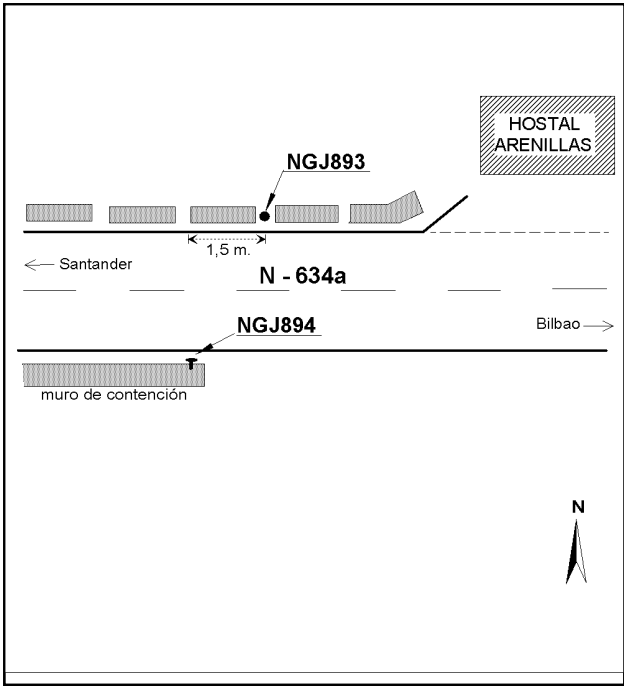 HOSTAL
ARENILLAS
NGJ893
1,5 m.
Santander
N - 634a
NGJ894
Bilbao
muro de contención
N